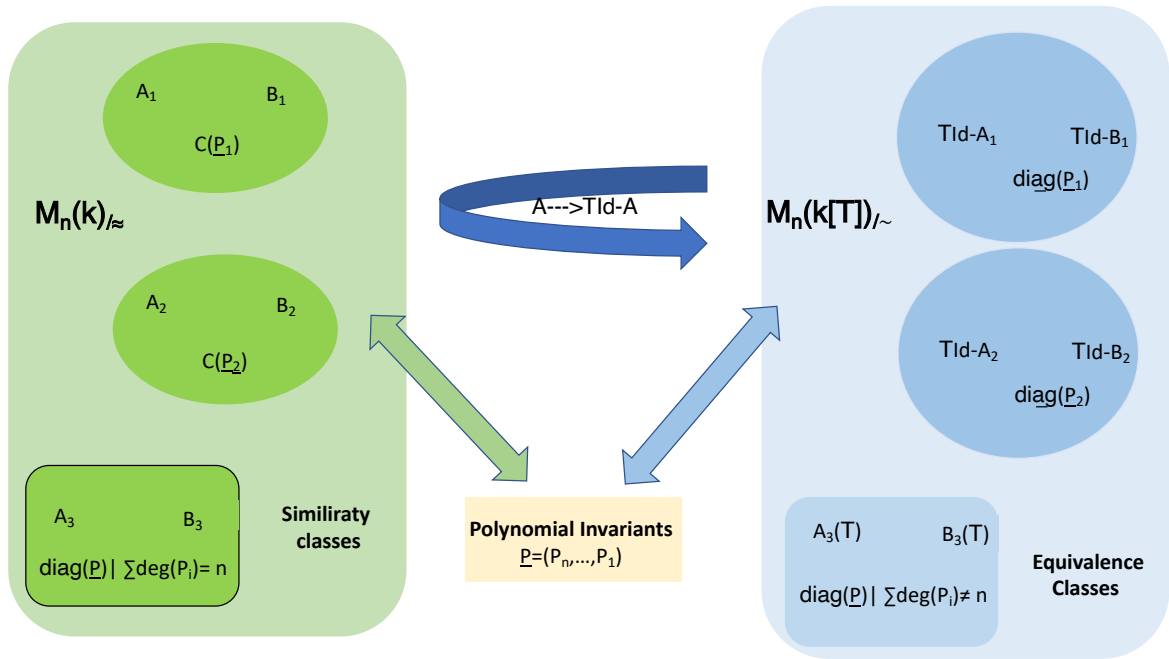 A₁
B₁
C(P₁)
Mₙ(k)/≈
A₂
B₂
C(P₂)
A₃
B₃
diag(P)| ∑deg(Pᵢ)= n
Similiraty
classes
A--->TId-A
Polynomial Invariants
P=(Pₙ,...,P₁)
TId-A₁
TId-B₁
diag(P₁)
Mₙ(k[T])/~
TId-A₂
TId-B₂
diag(P₂)
A₃(T)
B₃(T)
diag(P)| ∑deg(Pᵢ)≠ n
Equivalence
Classes